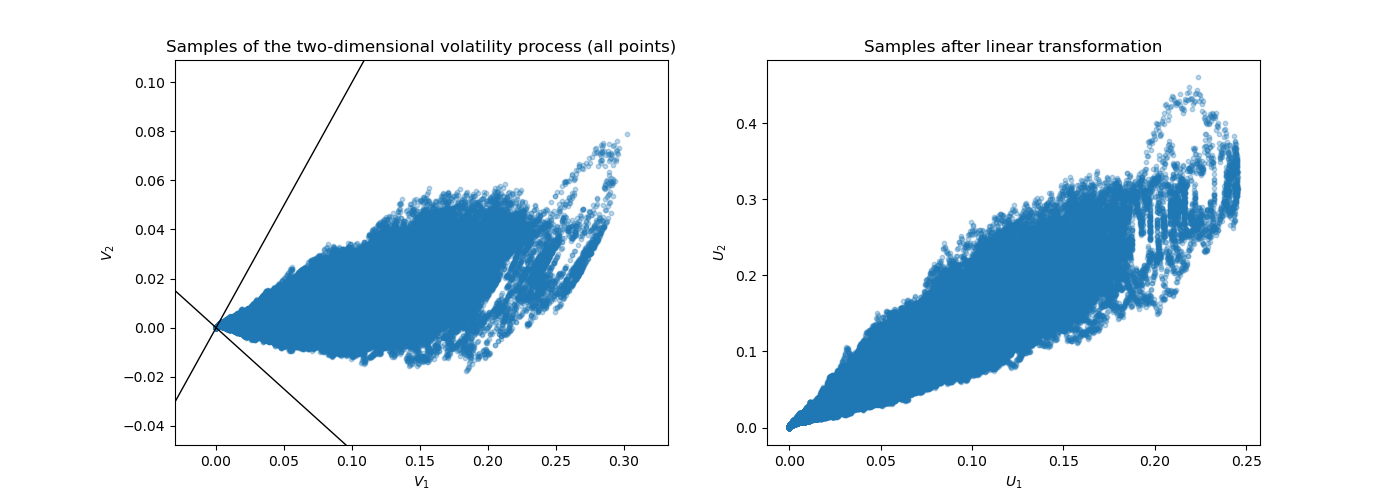 Samples of the two-dimensional volatility process (all points)
0.10
0.08
0.06
0.04
0.02
0.00
−0.02
−0.04
V₂
0.00 0.05 0.10 0.15 0.20 0.25 0.30
V₁
Samples after linear transformation
0.4
0.3
0.2
0.1
0.0
U₂
0.00 0.05 0.10 0.15 0.20 0.25
U₁